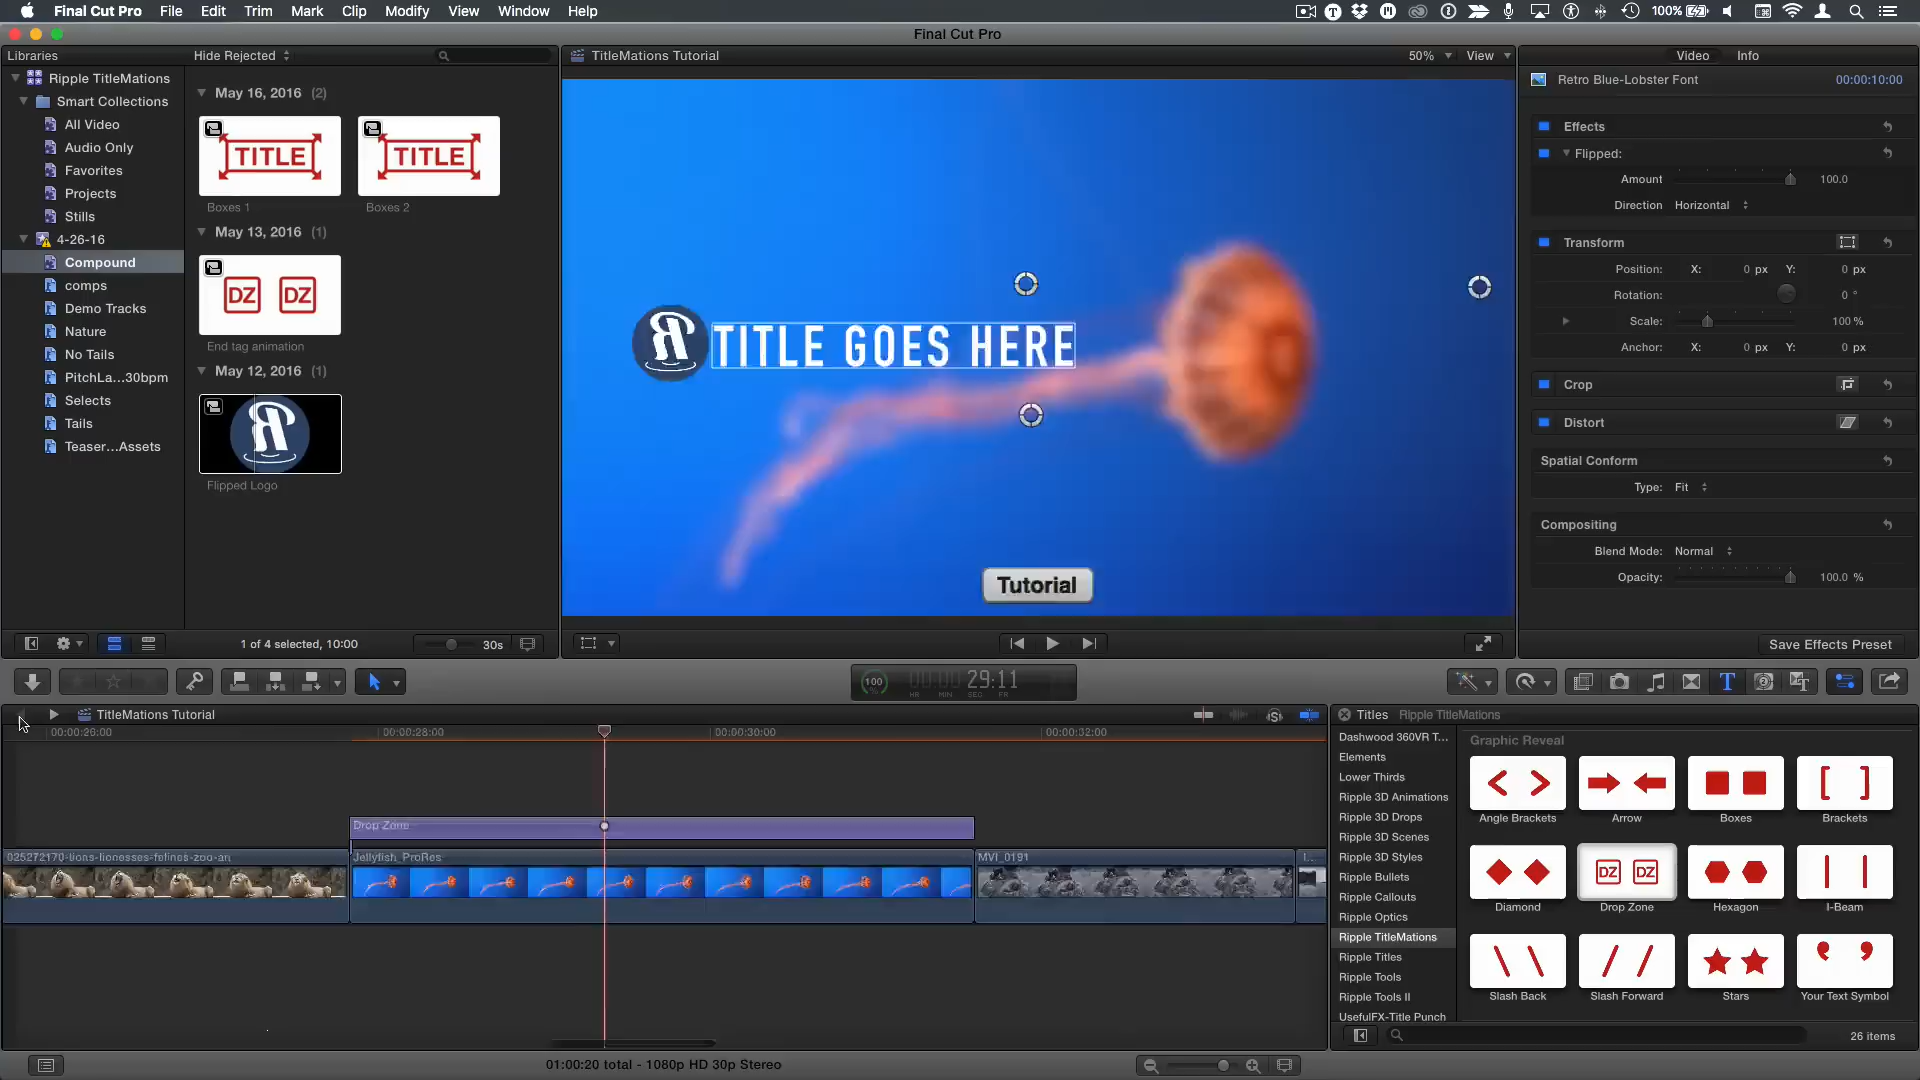 Final Cut Pro File Edit Trim Mark Clip Modify View Window Help
100%
Final Cut Pro
Libraries
Hide Rejected
TitleMations Tutorial
50%
View
Video
Info
Ripple TitleMations
Smart Collections
All Video
Audio Only
Favorites
Projects
Stills
4-26-16
Compound
comps
Demo Tracks
Nature
No Tails
PitchLa...30bpm
Selects
Tails
Teaser...Assets
May 16, 2016 (2)
TITLE
TITLE
Boxes 1
Boxes 2
May 13, 2016 (1)
DZ DZ
End tag animation
May 12, 2016 (1)
R
Flipped Logo
1 of 4 selected, 10:00
30s
TITLE GOES HERE
Tutorial
Retro Blue-Lobster Font
00:00:10:00
Effects
Flipped:
Amount
100.0
Direction
Horizontal
Transform
Position: X: 0 px Y: 0 px
Rotation: 0 °
Scale: 100 %
Anchor: X: 0 px Y: 0 px
Crop
Distort
Spatial Conform
Type: Fit
Compositing
Blend Mode: Normal
Opacity: 100.0 %
Save Effects Preset
100
%
29:11
HR MIN SEC FR
TitleMations Tutorial
00:00:26:00
00:00:28:00
00:00:30:00
00:00:32:00
Drop Zone
025272170-lions-lionesses-felines-zoo-an
Jellyfish_ProRes
MVI_0191
I...
01:00:20 total - 1080p HD 30p Stereo
Titles
Ripple TitleMations
Dashwood 360VR T...
Elements
Lower Thirds
Ripple 3D Animations
Ripple 3D Drops
Ripple 3D Scenes
Ripple 3D Styles
Ripple Bullets
Ripple Callouts
Ripple Optics
Ripple TitleMations
Ripple Titles
Ripple Tools
Ripple Tools II
UsefulFX-Title Punch
Graphic Reveal
Angle Brackets
Arrow
Boxes
Brackets
DZ DZ
Diamond
Drop Zone
Hexagon
I-Beam
Slash Back
Slash Forward
Stars
Your Text Symbol
26 items